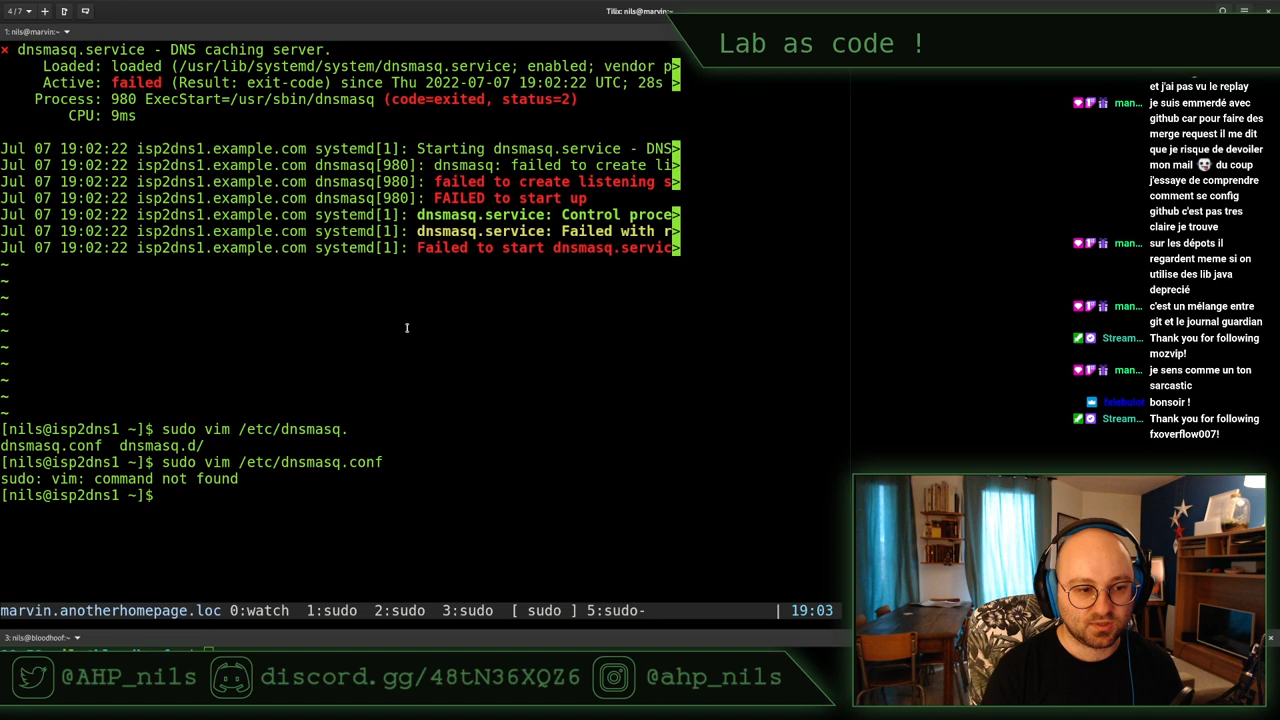 4 / 7
Tilix: nils@marvin:~
1: nils@marvin:~
Lab as code !
× dnsmasq.service - DNS caching server.
Loaded: loaded (/usr/lib/systemd/system/dnsmasq.service; enabled; vendor p>
Active: failed (Result: exit-code) since Thu 2022-07-07 19:02:22 UTC; 28s >
Process: 980 ExecStart=/usr/sbin/dnsmasq (code=exited, status=2)
CPU: 9ms
Jul 07 19:02:22 isp2dns1.example.com systemd[1]: Starting dnsmasq.service - DNS>
Jul 07 19:02:22 isp2dns1.example.com dnsmasq[980]: dnsmasq: failed to create li>
Jul 07 19:02:22 isp2dns1.example.com dnsmasq[980]: failed to create listening s>
Jul 07 19:02:22 isp2dns1.example.com dnsmasq[980]: FAILED to start up
Jul 07 19:02:22 isp2dns1.example.com systemd[1]: dnsmasq.service: Control proce>
Jul 07 19:02:22 isp2dns1.example.com systemd[1]: dnsmasq.service: Failed with r>
Jul 07 19:02:22 isp2dns1.example.com systemd[1]: Failed to start dnsmasq.servic>
~
~
~
~
~
~
~
~
~
~
[nils@isp2dns1 ~]$ sudo vim /etc/dnsmasq.
dnsmasq.conf dnsmasq.d/
[nils@isp2dns1 ~]$ sudo vim /etc/dnsmasq.conf
sudo: vim: command not found
[nils@isp2dns1 ~]$
marvin.anotherhomepage.loc 0:watch 1:sudo 2:sudo 3:sudo [ sudo ] 5:sudo- | 19:03
3: nils@bloodhoof:~
et j'ai pas vu le replay
man... je suis emmerdé avec
github car pour faire des
merge request il me dit
que je risque de devoiler
mon mail du coup
j'essaye de comprendre
comment se config
github c'est pas tres
claire je trouve
man... sur les dépots il
regardent meme si on
utilise des lib java
deprecié
man... c'est un mélange entre
git et le journal guardian
Stream... Thank you for following
mozvip!
man... je sens comme un ton
sarcastic
bonsoir !
Stream... Thank you for following
fxoverflow007!
@AHP_nils discord.gg/48tN36XQZ6 @ahp_nils